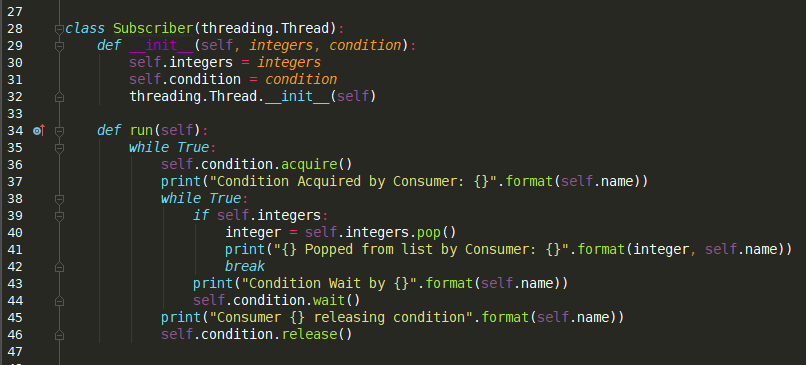 27
28 class Subscriber(threading.Thread):
29     def __init__(self, integers, condition):
30         self.integers = integers
31         self.condition = condition
32         threading.Thread.__init__(self)
33
34     def run(self):
35         while True:
36             self.condition.acquire()
37             print("Condition Acquired by Consumer: {}".format(self.name))
38             while True:
39                 if self.integers:
40                     integer = self.integers.pop()
41                     print("{} Popped from list by Consumer: {}".format(integer, self.name))
42                     break
43                 print("Condition Wait by {}".format(self.name))
44                 self.condition.wait()
45             print("Consumer {} releasing condition".format(self.name))
46             self.condition.release()
47